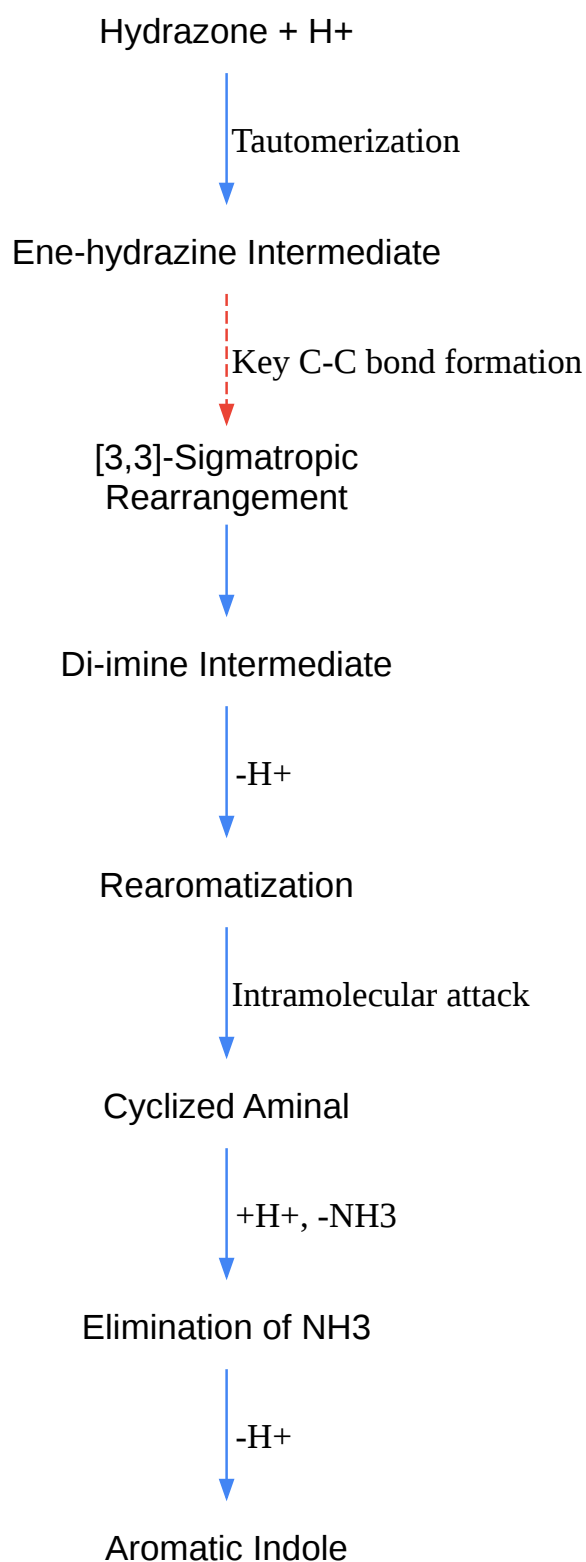 Hydrazone + H+
Tautomerization
Ene-hydrazine Intermediate
Key C-C bond formation
[3,3]-Sigmatropic
Rearrangement
Di-imine Intermediate
-H+
Rearomatization
Intramolecular attack
Cyclized Aminal
+H+, -NH3
Elimination of NH3
-H+
Aromatic Indole